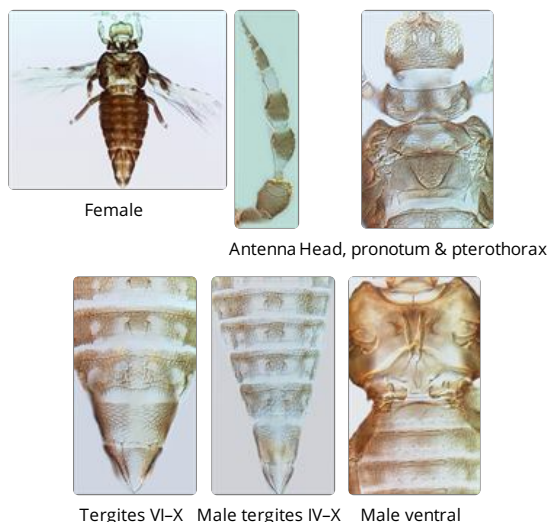 Female
Antenna Head, pronotum & pterothorax
Tergites VI–X Male tergites IV–X Male ventral